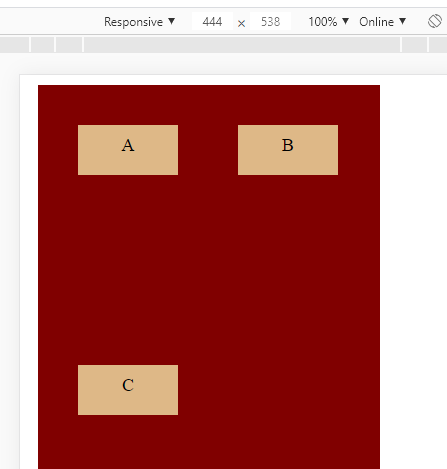 Responsive ▼ 444 × 538 100% ▼ Online ▼
A B
C